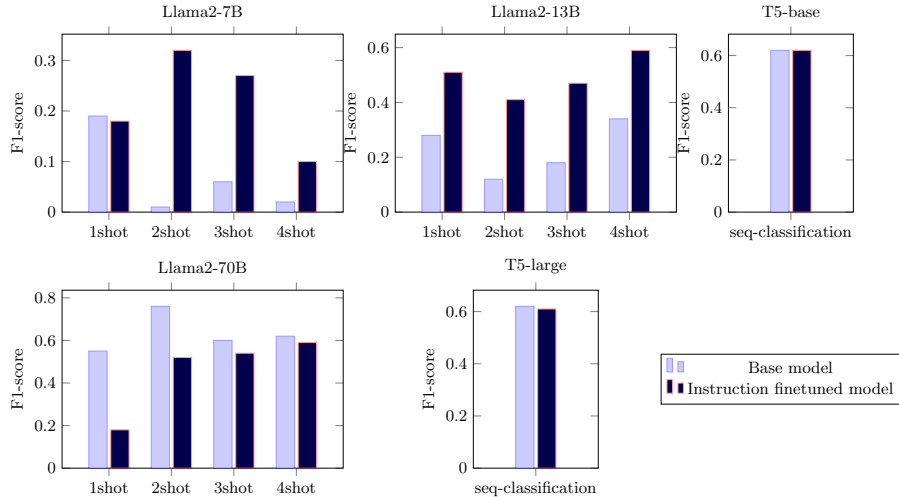 Llama2-7B
F1-score
0.3
0.2
0.1
0
1shot 2shot 3shot 4shot
Llama2-13B
F1-score
0.6
0.4
0.2
0
1shot 2shot 3shot 4shot
T5-base
F1-score
0.6
0.4
0.2
0
seq-classification
Llama2-70B
F1-score
0.8
0.6
0.4
0.2
0
1shot 2shot 3shot 4shot
T5-large
F1-score
0.6
0.4
0.2
0
seq-classification
Base model
Instruction finetuned model